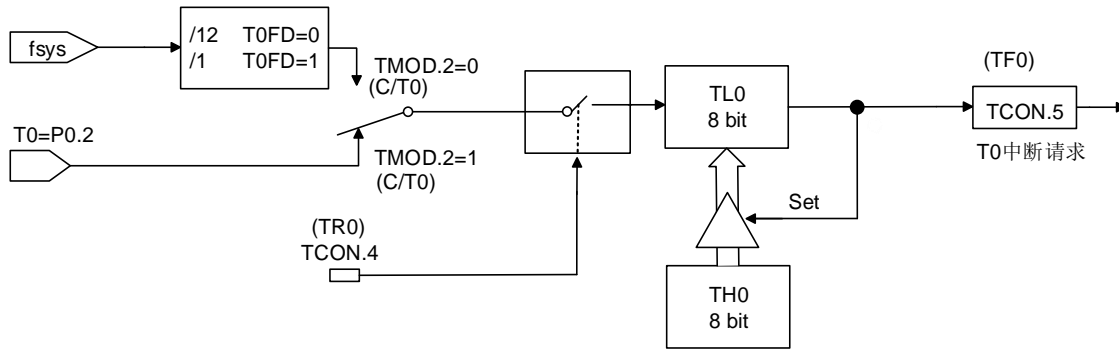 fsys
/12 T0FD=0
/1 T0FD=1
TMOD.2=0
(C/T0)
T0=P0.2
TMOD.2=1
(C/T0)
(TR0)
TCON.4
TL0
8 bit
Set
TH0
8 bit
(TF0)
TCON.5
T0中断请求